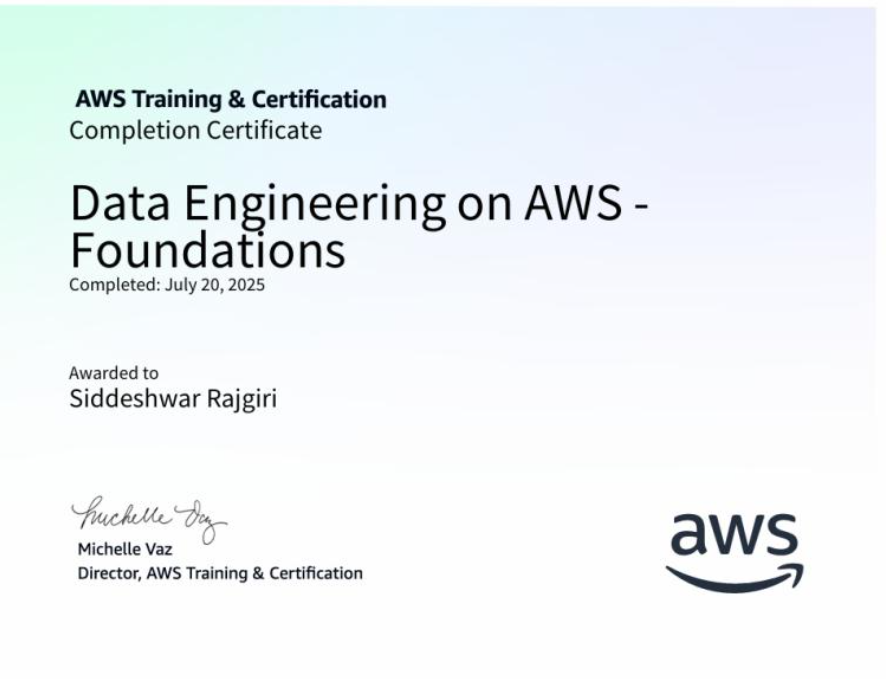 AWS Training & Certification
Completion Certificate
Data Engineering on AWS -
Foundations
Completed: July 20, 2025
Awarded to
Siddeshwar Rajgiri
Michelle Vaz
Michelle Vaz
Director, AWS Training & Certification
aws